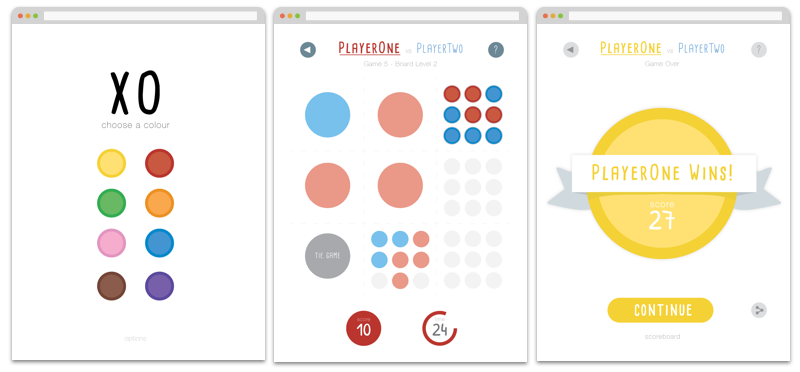 XO
choose a colour
options
PLAYERONE vs PLAYERTWO ?
Game 5 - Board Level 2
TIE GAME
score
10
24
PLAYERONE vs PLAYERTWO ?
Game Over
PLAYERONE WINS!
score
27
CONTINUE
scoreboard